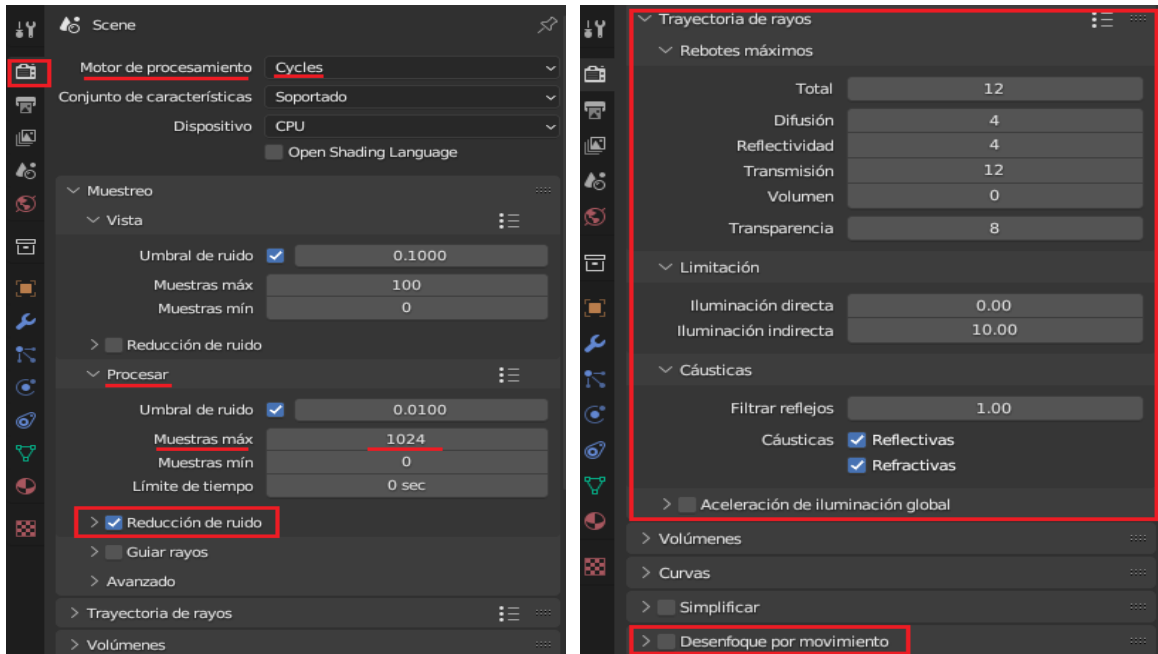 Scene
Motor de procesamiento Cycles
Conjunto de características Soportado
Dispositivo CPU
Open Shading Language
Muestreo
Vista
Umbral de ruido 0.1000
Muestras máx 100
Muestras mín 0
Reducción de ruido
Procesar
Umbral de ruido 0.0100
Muestras máx 1024
Muestras mín 0
Límite de tiempo 0 sec
Reducción de ruido
Guiar rayos
Avanzado
Trayectoria de rayos
Volúmenes
Trayectoria de rayos
Rebotes máximos
Total 12
Difusión 4
Reflectividad 4
Transmisión 12
Volumen 0
Transparencia 8
Limitación
Iluminación directa 0.00
Iluminación indirecta 10.00
Cáusticas
Filtrar reflejos 1.00
Cáusticas Reflectivas
Refractivas
Aceleración de iluminación global
Volúmenes
Curvas
Simplificar
Desenfoque por movimiento